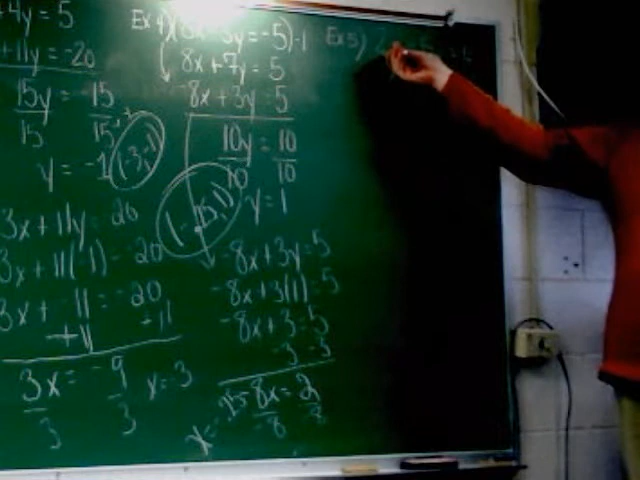 +4y = 5
+11y = -20
15y = -15
15 15
y = -1
(-3,-1)
3x + 11y = 20
3x + 11(-1) = -20
3x + -11 = -20
+11 +11
3x = -9
3 3
x = 3
Ex 4) (8x - 3y = -5) -1
8x + 7y = 5
-8x + 3y = 5
10y = 10
10 10
y = 1
-8x + 3y = 5
-8x + 3(1) = 5
-8x + 3 = 5
-3 -3
-8x = 2
-8 -8
x =
Ex 5)